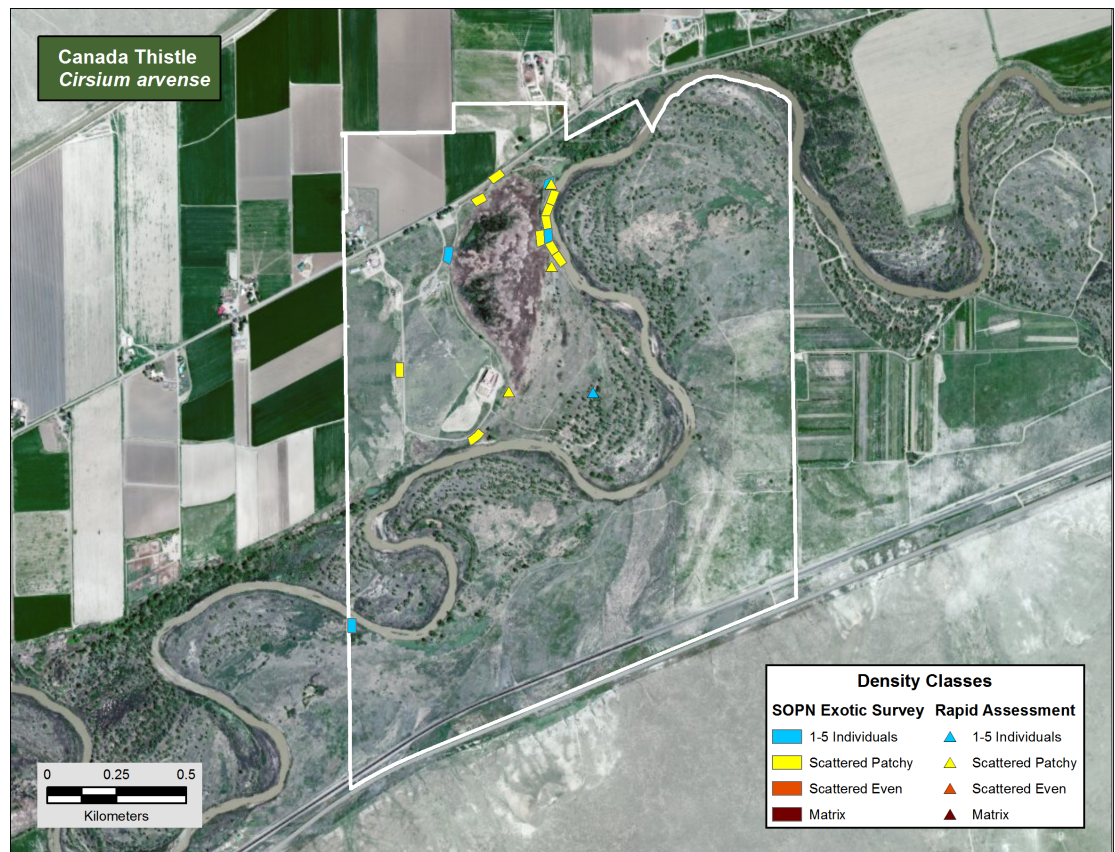 Canada Thistle
Cirsium arvense
0 0.25 0.5
Kilometers
Density Classes
SOPN Exotic Survey Rapid Assessment
1-5 Individuals 1-5 Individuals
Scattered Patchy Scattered Patchy
Scattered Even Scattered Even
Matrix Matrix